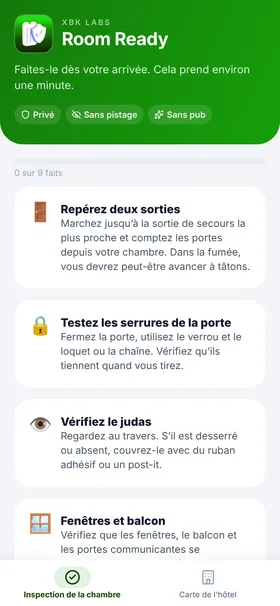 XBK LABS
Room Ready
Faites-le dès votre arrivée. Cela prend environ
une minute.
Privé
Sans pistage
Sans pub
0 sur 9 faits
Repérez deux sorties
Marchez jusqu’à la sortie de secours la
plus proche et comptez les portes
depuis votre chambre. Dans la fumée,
vous devrez peut-être avancer à tâtons.
Testez les serrures de la porte
Fermez la porte, utilisez le verrou et le
loquet ou la chaîne. Vérifiez qu’ils
tiennent quand vous tirez.
Vérifiez le judas
Regardez au travers. S’il est desserré
ou absent, couvrez-le avec du ruban
adhésif ou un post-it.
Fenêtres et balcon
Vérifiez que les fenêtres, le balcon et
les portes communicantes se
Inspection de la chambre
Carte de l’hôtel